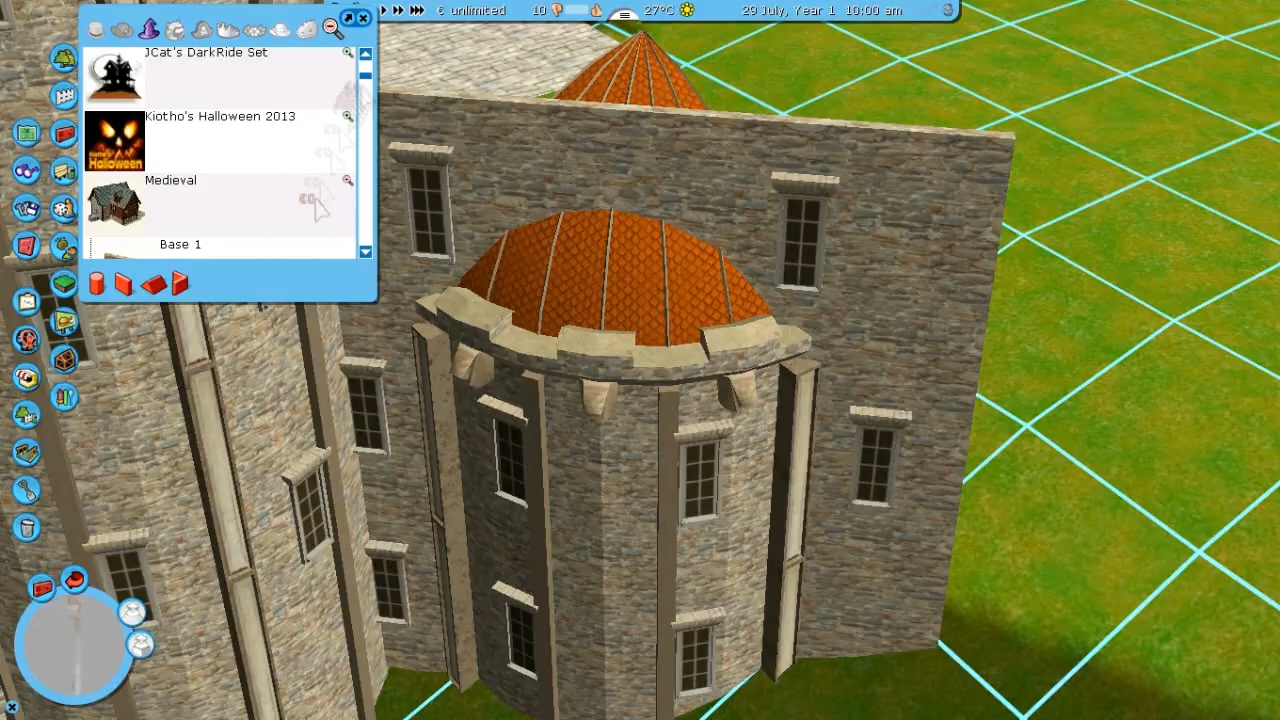 € unlimited
10
27°C
29 July, Year 1 10:00 am
JCat's DarkRide Set
Kiotho's Halloween 2013
Kiotho's
Halloween
Medieval
Base 1